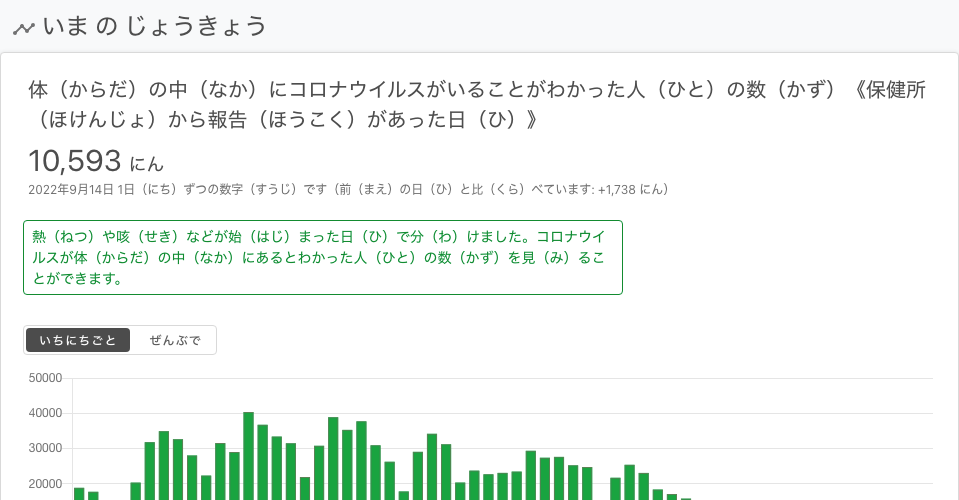 いま の じょうきょう
体（からだ）の中（なか）にコロナウイルスがいることがわかった人（ひと）の数（かず）《保健所
（ほけんじょ）から報告（ほうこく）があった日（ひ）》
10,593 にん
2022年9月14日 1日（にち）ずつの数字（すうじ）です（前（まえ）の日（ひ）と比（くら）べています: +1,738 にん）
熱（ねつ）や咳（せき）などが始（はじ）まった日（ひ）で分（わ）けました。コロナウイ
ルスが体（からだ）の中（なか）にあるとわかった人（ひと）の数（かず）を見（み）るこ
とができます。
いちにちごと ぜんぶで
50000
40000
30000
20000